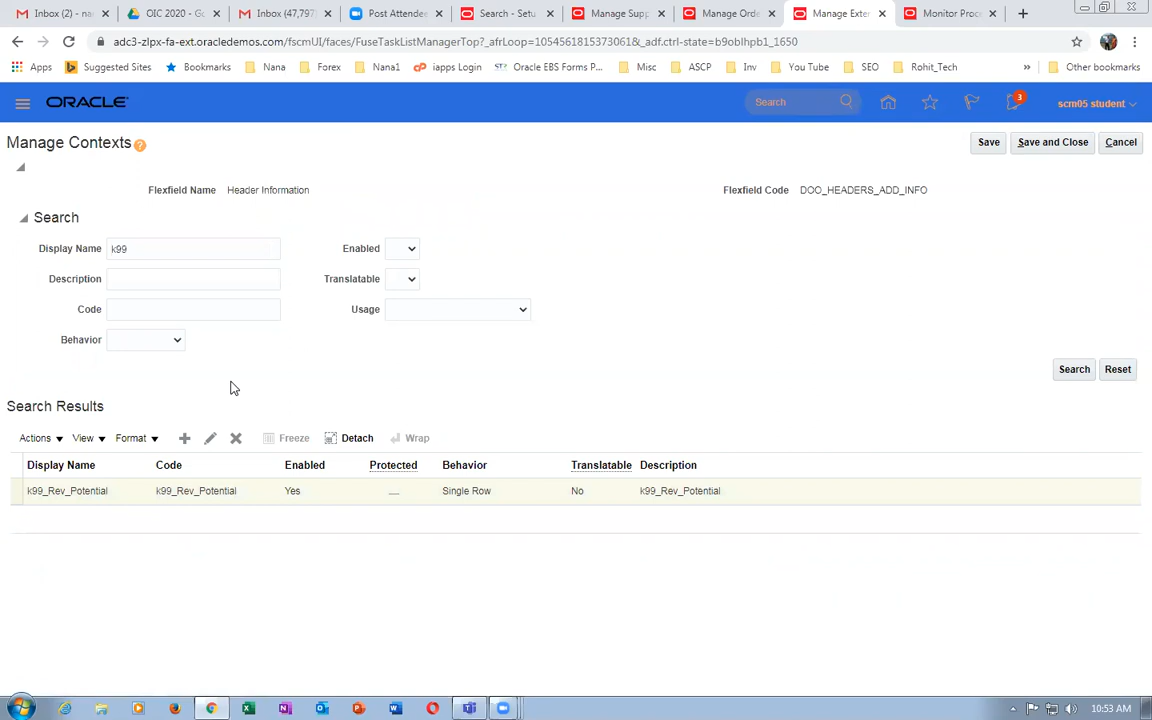 Inbox (2) - na
OIC 2020 - Go
Inbox (47,797)
Post Attendee
Search - Setu
Manage Supp
Manage Orde
Manage Exter
Monitor Proc
adc3-zlpx-fa-ext.oracledemos.com/fscmUI/faces/FuseTaskListManagerTop?_afrLoop=1054561815373061&_adf.ctrl-state=b9oblhpb1_1650
Apps
Suggested Sites
Bookmarks
Nana
Forex
Nana1
iapps Login
Oracle EBS Forms P...
Misc
ASCP
Inv
You Tube
SEO
Rohit_Tech
»
Other bookmarks
ORACLE
Search
3
scm05 student
Manage Contexts
Save
Save and Close
Cancel
Flexfield Name Header Information
Flexfield Code DOO_HEADERS_ADD_INFO
Search
Display Name k99
Enabled
Description
Translatable
Code
Usage
Behavior
Search
Reset
Search Results
Actions View Format Freeze Detach Wrap
Display Name Code Enabled Protected Behavior Translatable Description
k99_Rev_Potential k99_Rev_Potential Yes Single Row No k99_Rev_Potential
10:53 AM